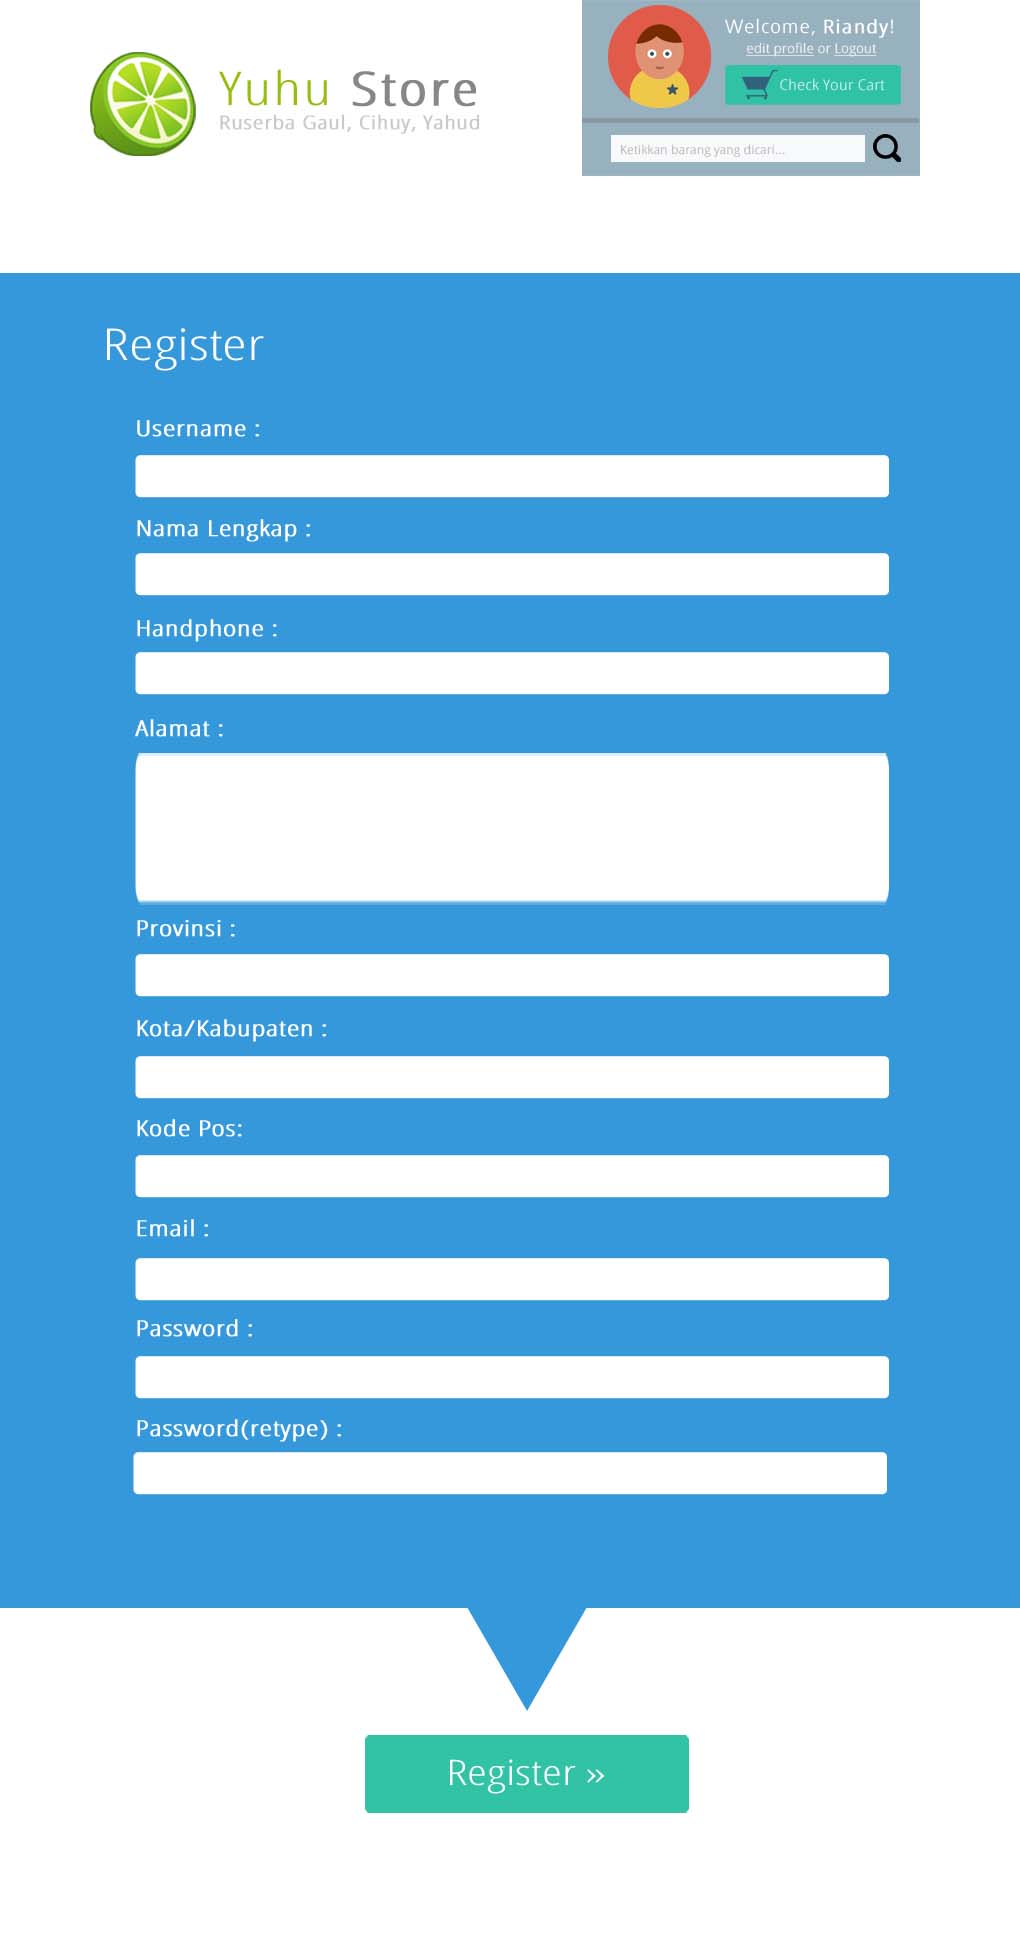 Yuhu Store
Ruserba Gaul, Cihuy, Yahud
Welcome, Riandy!
edit profile or Logout
Check Your Cart
Ketikkan barang yang dicari...
Register
Username :
Nama Lengkap :
Handphone :
Alamat :
Provinsi :
Kota/Kabupaten :
Kode Pos:
Email :
Password :
Password(retype) :
Register »